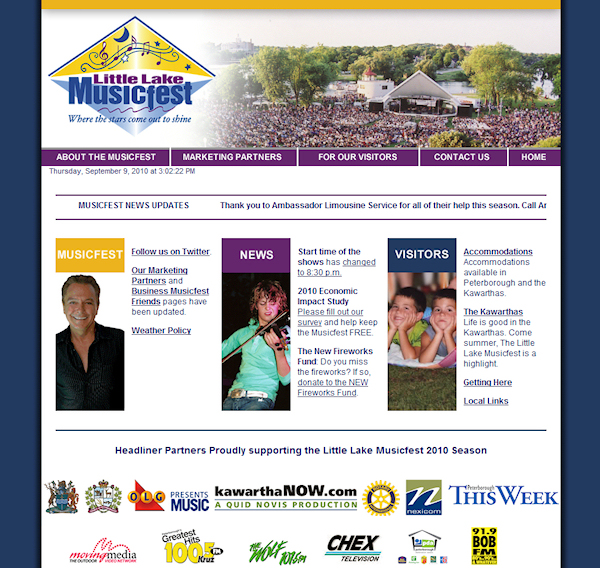 Little Lake
Musicfest
Where the stars come out to shine
ABOUT THE MUSICFEST
MARKETING PARTNERS
FOR OUR VISITORS
CONTACT US
HOME
Thursday, September 9, 2010 at 3:02:22 PM
MUSICFEST NEWS UPDATES
Thank you to Ambassador Limousine Service for all of their help this season. Call Ar
MUSICFEST
Follow us on Twitter.
Our Marketing
Partners and
Business Musicfest
Friends pages have
been updated.
Weather Policy
NEWS
Start time of the
shows has changed
to 8:30 p.m.
2010 Economic
Impact Study
Please fill out our
survey and help keep
the Musicfest FREE.
The New Fireworks
Fund: Do you miss
the fireworks? If so,
donate to the NEW
Fireworks Fund.
VISITORS
Accommodations
Accommodations
available in
Peterborough and the
Kawarthas.
The Kawarthas
Life is good in the
Kawarthas. Come
summer, The Little
Lake Musicfest is a
highlight.
Getting Here
Local Links
Headliner Partners Proudly supporting the Little Lake Musicfest 2010 Season
OLG
PRESENTS
MUSIC
kawarthaNOW.com
A QUID NOVIS PRODUCTION
nexicom
Peterborough
THIS WEEK
movingmedia
THE OUTDOOR VIDEO NETWORK
Greatest
Hits
100.5 FM
Kruz
The WOLF 101.5 FM
CHEX
TELEVISION
91.9
BOB
FM